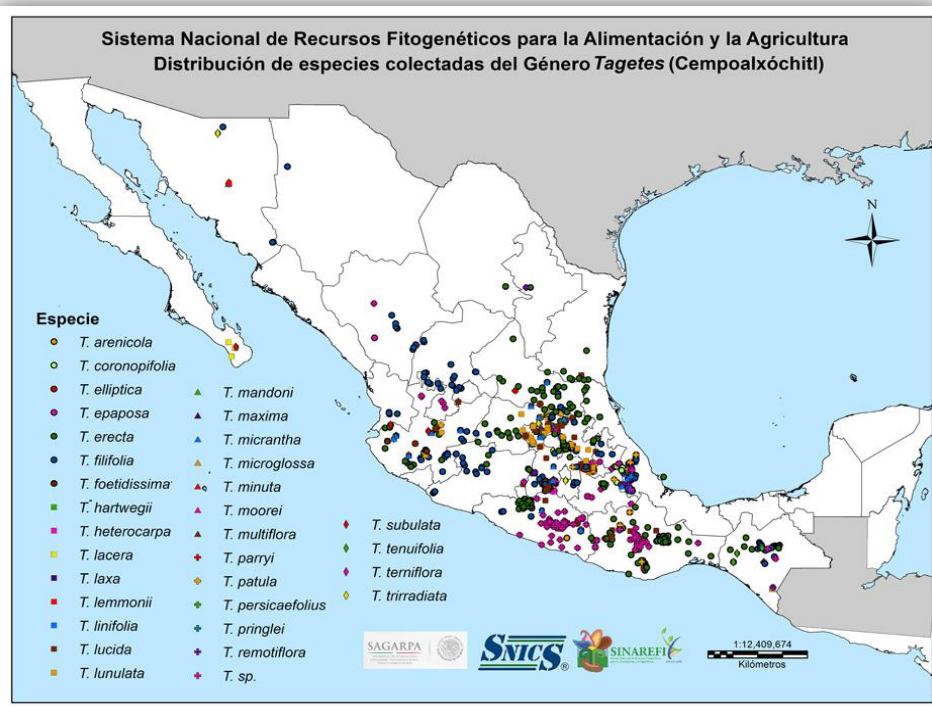 Sistema Nacional de Recursos Fitogenéticos para la Alimentación y la Agricultura
Distribución de especies colectadas del Género Tagetes (Cempoalxóchitl)
N
Especie
T. arenicola
T. coronopifolia
T. elliptica
T. epaposa
T. erecta
T. filifolia
T. foetidissima
T. hartwegii
T. heterocarpa
T. lacera
T. laxa
T. lemmonii
T. linifolia
T. lucida
T. lunulata
T. mandoni
T. maxima
T. micrantha
T. microglossa
T. minuta
T. moorei
T. multiflora
T. parryi
T. patula
T. persicaefolius
T. pringlei
T. remotiflora
T. sp.
T. subulata
T. tenuifolia
T. terniflora
T. trirradiata
SAGARPA
SNICS®
SINAREFI
1:12,409,674
Kilómetros